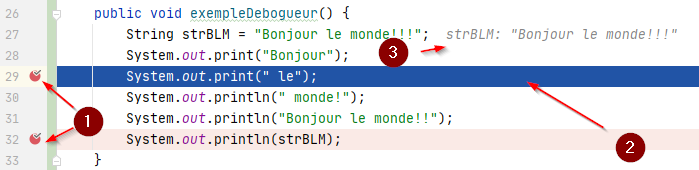 26 public void exempleDebogueur() {
27 String strBLM = "Bonjour le monde!!!"; strBLM: "Bonjour le monde!!!"
3
28 System.out.print("Bonjour");
29 System.out.print(" le");
30 System.out.println(" monde!");
1
31 System.out.println("Bonjour le monde!!");
2
32 System.out.println(strBLM);
33 }